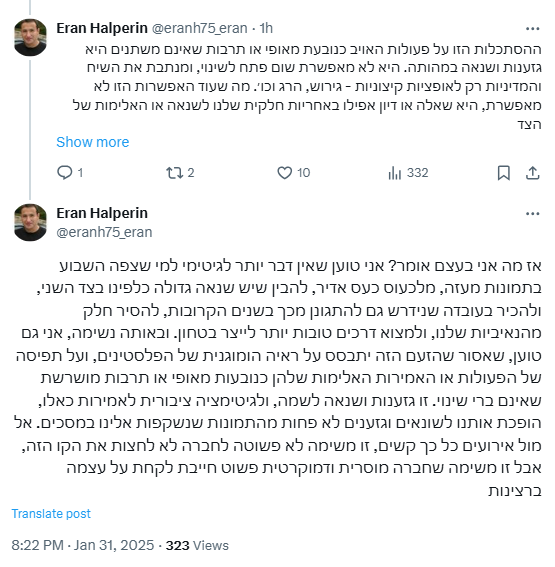 Eran Halperin @eranh75_eran · 1h
ההסתכלות הזו על פעולות האויב כנובעת מאופי או תרבות שאינם משתנים היא
גזענות ושנאה במהותה. היא לא מאפשרת שום פתח לשינוי, ומנתבת את השיח
והמדיניות רק לאופציות קיצוניות - גירוש, הרג וכו'. מה שעוד האפשרות הזו לא
מאפשרת, היא שאלה או דיון אפילו באחריות חלקית שלנו לשנאה או האלימות של
הצד
Show more
1 2 10 332
Eran Halperin
@eranh75_eran
אז מה אני בעצם אומר? אני טוען שאין דבר יותר לגיטימי למי שצפה השבוע
בתמונות מעזה, מלכעוס כעס אדיר, להבין שיש שנאה גדולה כלפינו בצד השני,
ולהכיר בעובדה שנידרש גם להתגונן מכך בשנים הקרובות, להסיר חלק
מהנאיביות שלנו, ולמצוא דרכים טובות יותר לייצר בטחון. ובאותה נשימה, אני גם
טוען, שאסור שהזעם הזה יתבסס על ראיה הומוגנית של הפלסטינים, ועל תפיסה
של הפעולות או האמירות האלימות שלהן כנובעות מאופי או תרבות מושרשת
שאינם ברי שינוי. זו גזענות ושנאה לשמה, ולגיטימציה ציבורית לאמירות כאלו,
הופכת אותנו לשונאים וגזענים לא פחות מהתמונות שנשקפות אלינו במסכים. אל
מול אירועים כל כך קשים, זו משימה לא פשוטה לחברה לא לחצות את הקו הזה,
אבל זו משימה שחברה מוסרית ודמוקרטית פשוט חייבת לקחת על עצמה
ברצינות
Translate post
8:22 PM · Jan 31, 2025 · 323 Views